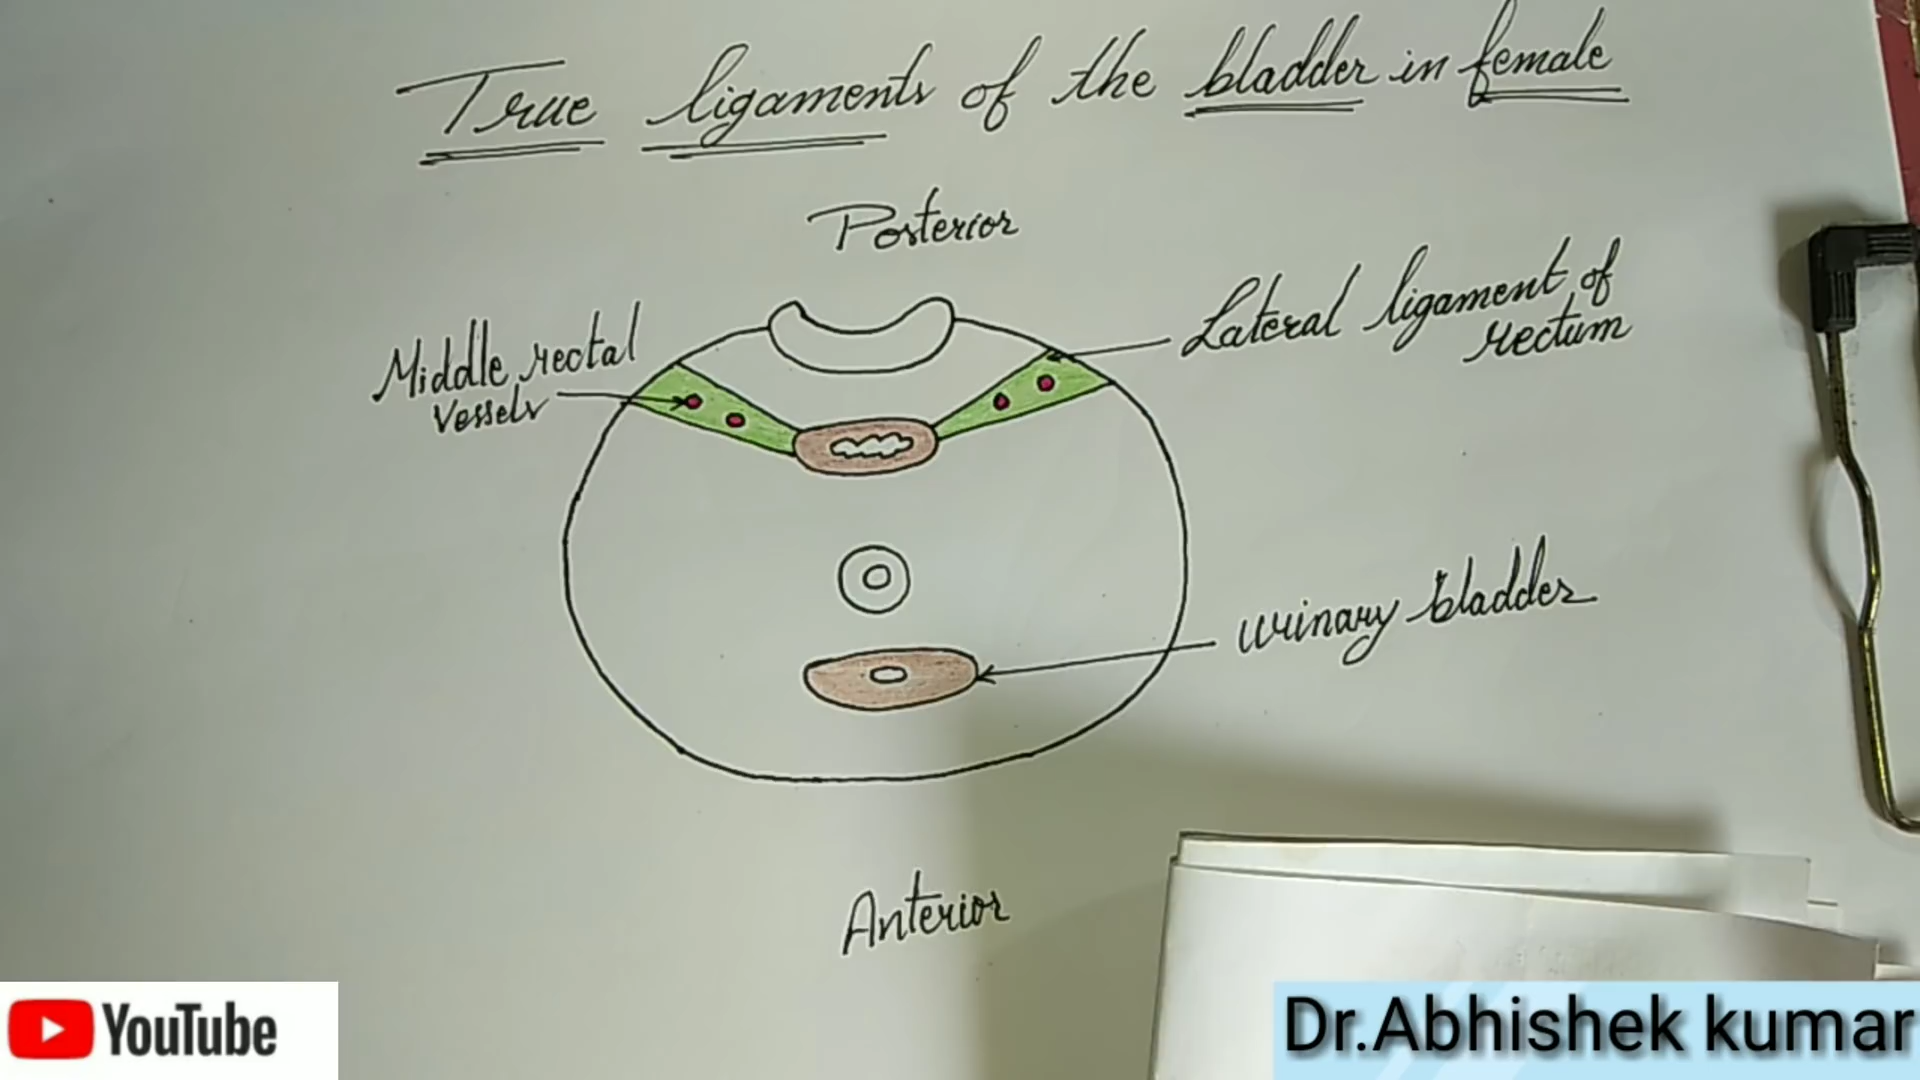 True ligaments of the bladder in female
Posterior
Lateral ligament of
rectum
Middle rectal
vessels
urinary bladder
Anterior
YouTube
Dr.Abhishek kumar